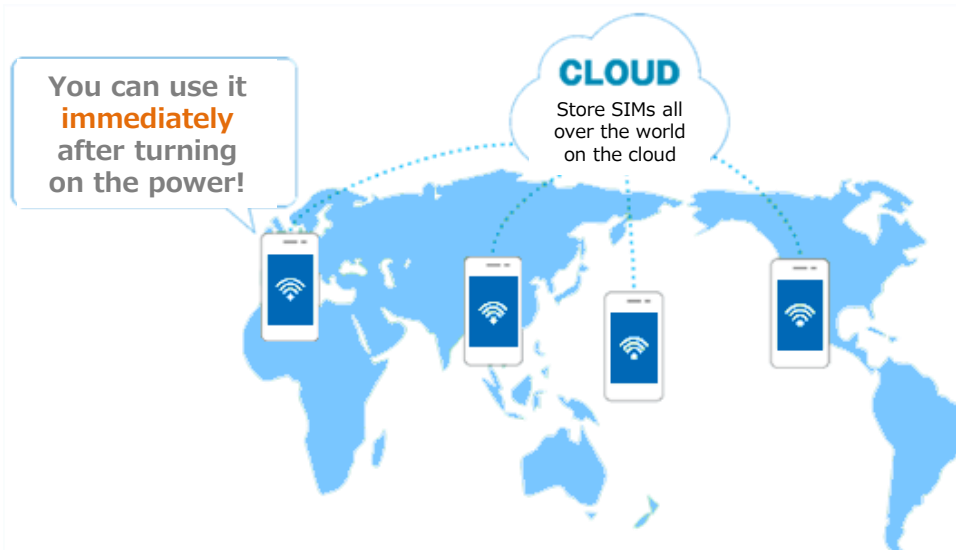 You can use it
immediately
after turning
on the power!
CLOUD
Store SIMs all
over the world
on the cloud